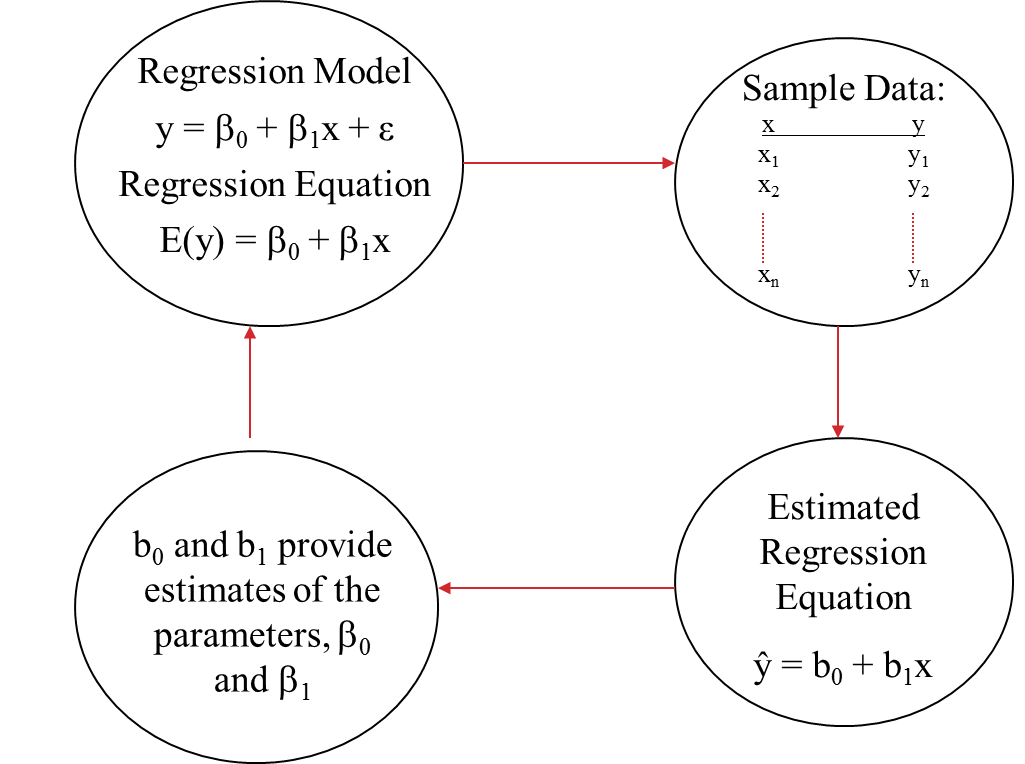 Regression Model
y = β₀ + β₁x + ε
Regression Equation
E(y) = β₀ + β₁x
Sample Data:
x y
x₁ y₁
x₂ y₂
xₙ yₙ
Estimated
Regression
Equation
ŷ = b₀ + b₁x
b₀ and b₁ provide
estimates of the
parameters, β₀
and β₁